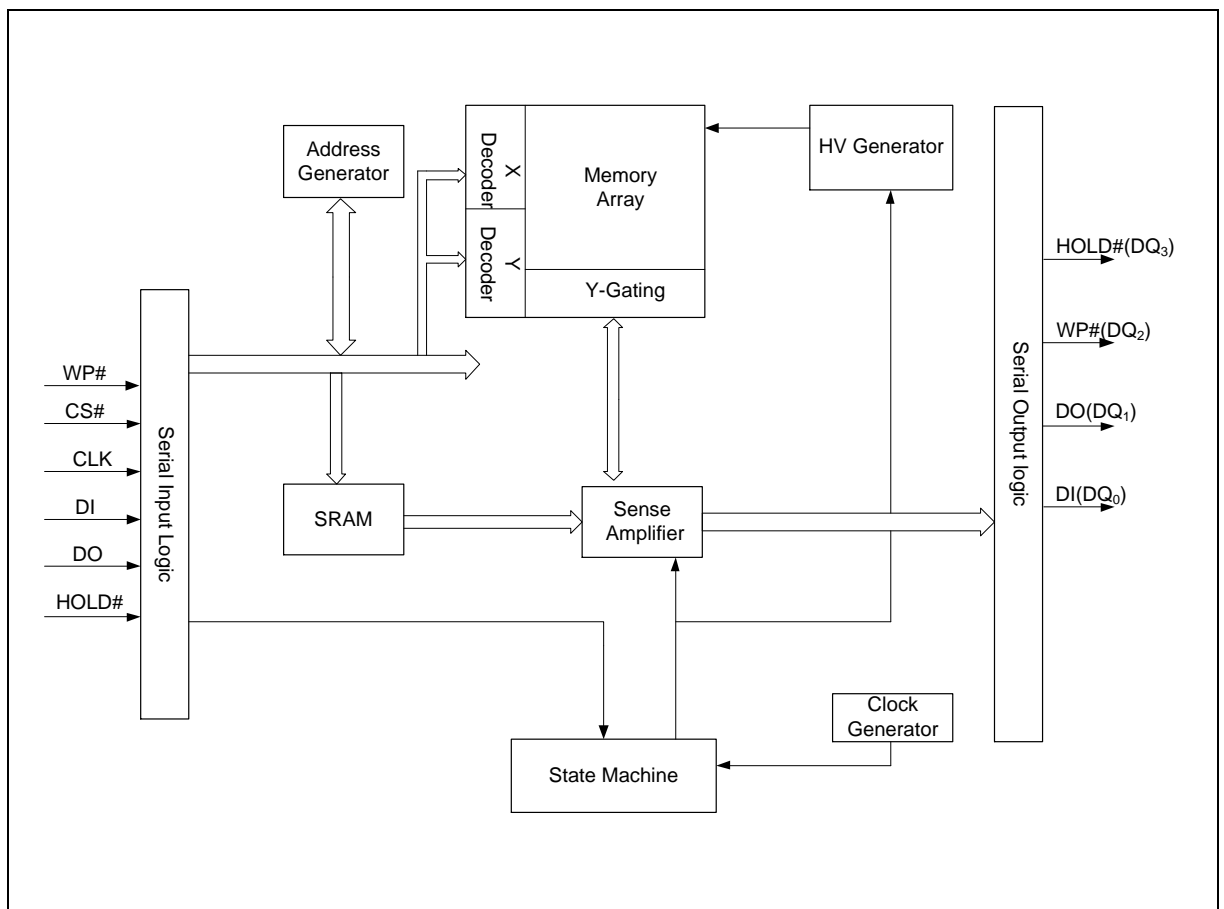 Address
Generator
X
Decoder
Y
Decoder
Memory
Array
Y-Gating
HV Generator
WP#
CS#
CLK
DI
DO
HOLD#
Serial Input Logic
SRAM
Sense
Amplifier
State Machine
Clock
Generator
Serial Output logic
HOLD#(DQ₃)
WP#(DQ₂)
DO(DQ₁)
DI(DQ₀)